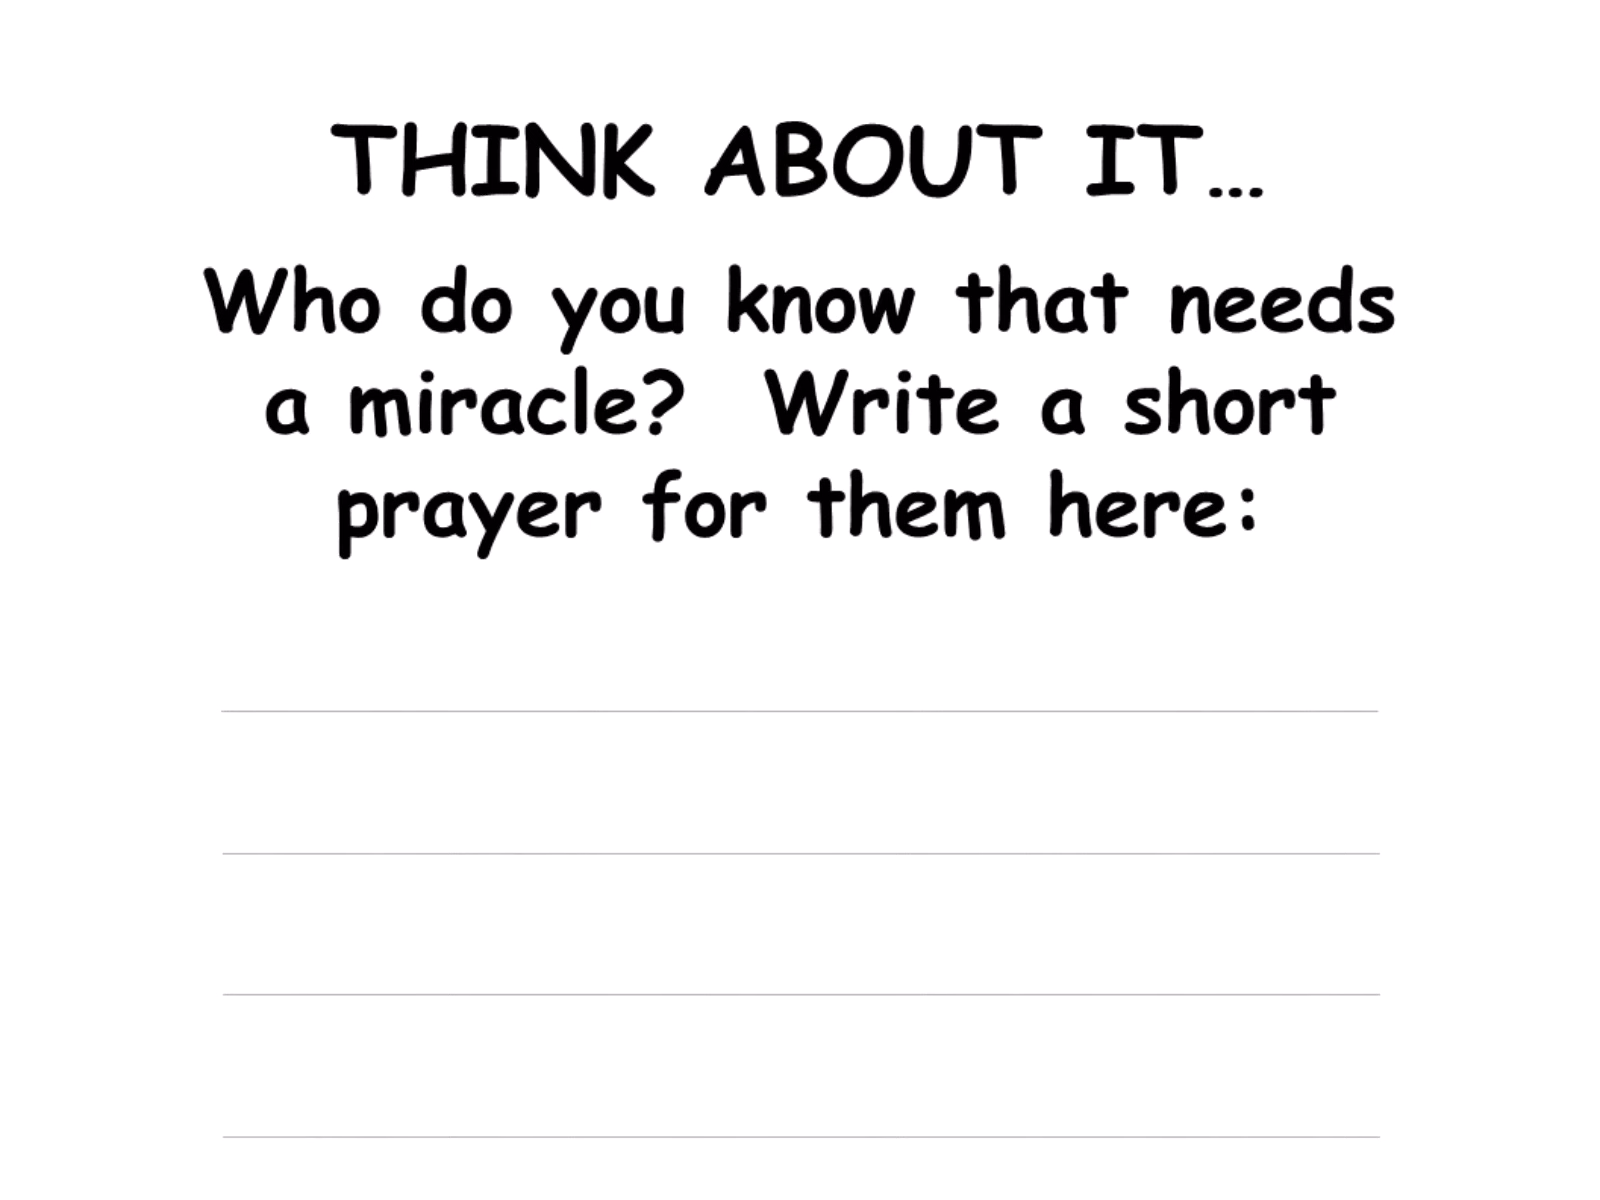 THINK ABOUT IT...
Who do you know that needs
a miracle?  Write a short
prayer for them here: